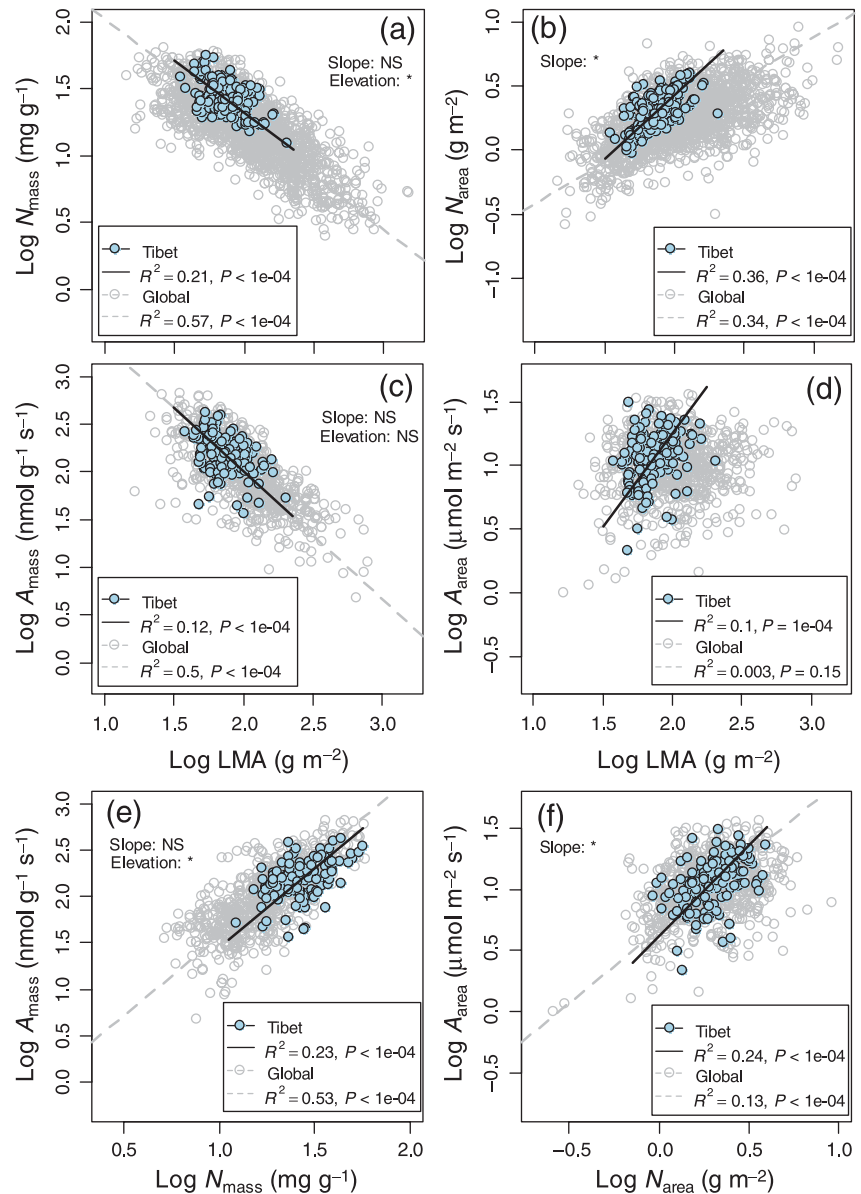 (a)
Slope: NS
Elevation: *
Log N_mass (mg g⁻¹)
2.0
1.5
1.0
0.5
0.0
Tibet
R² = 0.21, P < 1e-04
Global
R² = 0.57, P < 1e-04
(b)
Slope: *
Log N_area (g m⁻²)
1.0
0.5
0.0
−0.5
−1.0
Tibet
R² = 0.36, P < 1e-04
Global
R² = 0.34, P < 1e-04
(c)
Slope: NS
Elevation: NS
Log A_mass (nmol g⁻¹ s⁻¹)
3.0
2.5
2.0
1.5
1.0
0.5
0.0
Tibet
R² = 0.12, P < 1e-04
Global
R² = 0.5, P < 1e-04
1.0 1.5 2.0 2.5 3.0
Log LMA (g m⁻²)
(d)
Log A_area (μmol m⁻² s⁻¹)
1.5
1.0
0.5
0.0
−0.5
Tibet
R² = 0.1, P = 1e-04
Global
R² = 0.003, P = 0.15
1.0 1.5 2.0 2.5 3.0
Log LMA (g m⁻²)
(e)
Slope: NS
Elevation: *
Log A_mass (nmol g⁻¹ s⁻¹)
3.0
2.5
2.0
1.5
1.0
0.5
0.0
Tibet
R² = 0.23, P < 1e-04
Global
R² = 0.53, P < 1e-04
0.5 1.0 1.5 2.0
Log N_mass (mg g⁻¹)
(f)
Slope: *
Log A_area (μmol m⁻² s⁻¹)
1.5
1.0
0.5
0.0
−0.5
Tibet
R² = 0.24, P < 1e-04
Global
R² = 0.13, P < 1e-04
−0.5 0.0 0.5 1.0
Log N_area (g m⁻²)